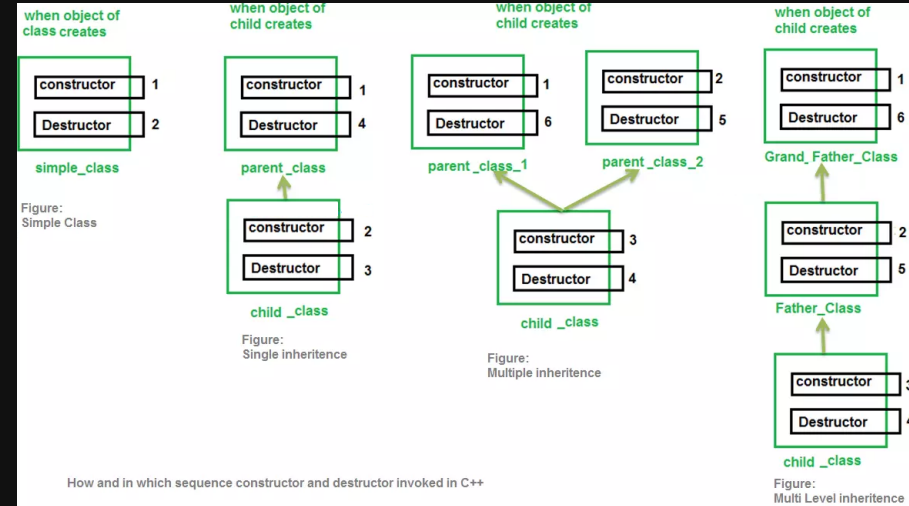 when object of
class creates
constructor 1
Destructor 2
simple_class
Figure:
Simple Class
when object of
child creates
constructor 1
Destructor 4
parent_class
constructor 2
Destructor 3
child _class
Figure:
Single inheritence
when object of
child creates
constructor 1
Destructor 6
parent_class_1
constructor 2
Destructor 5
parent _class_2
constructor 3
Destructor 4
child _class
Figure:
Multiple inheritence
when object of
child creates
constructor 1
Destructor 6
Grand_Father_Class
constructor 2
Destructor 5
Father_Class
constructor 3
Destructor
child _class
Figure:
Multi Level inheritence
How and in which sequence constructor and destructor invoked in C++